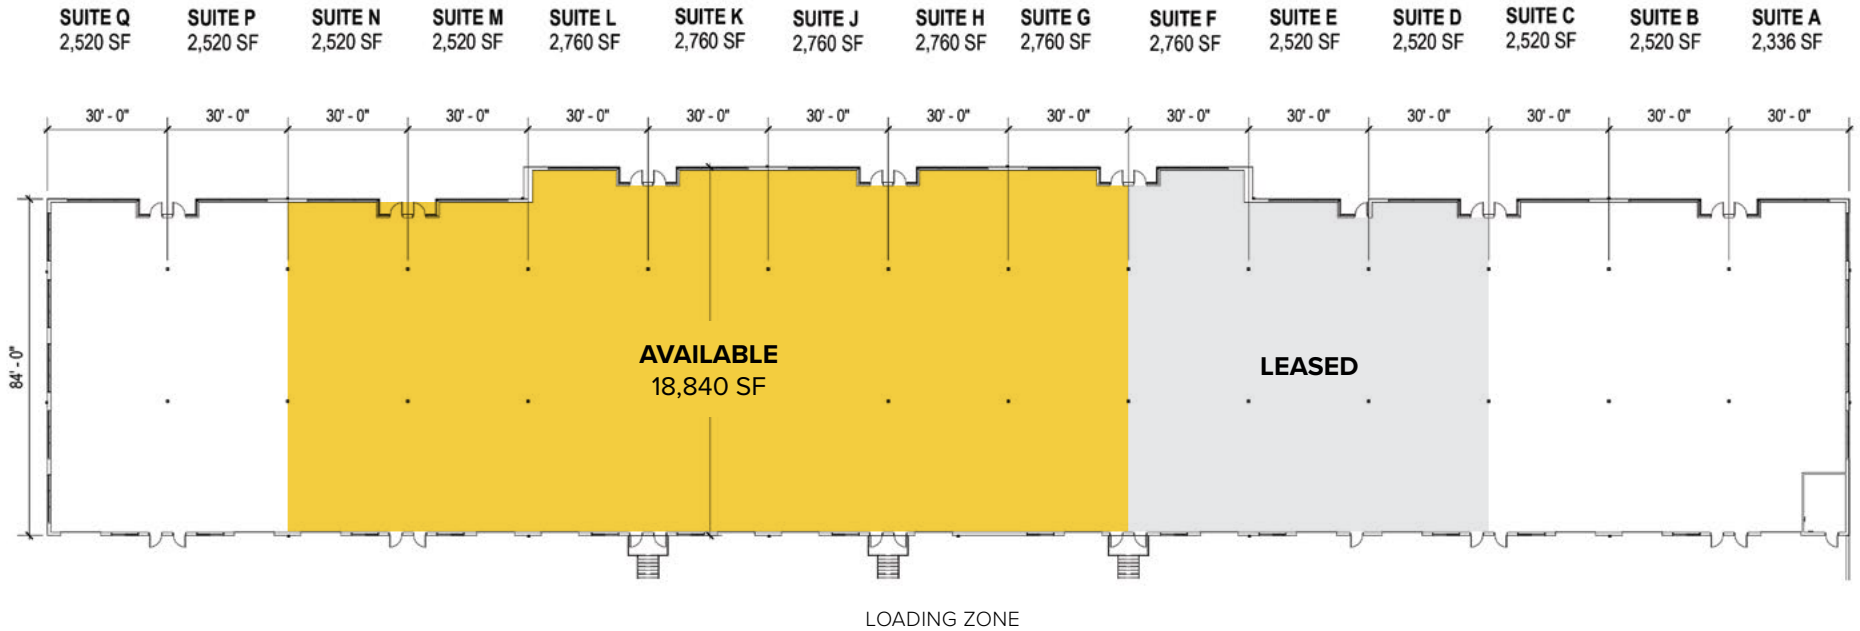 SUITE Q SUITE P SUITE N SUITE M SUITE L SUITE K SUITE J SUITE H SUITE G SUITE F SUITE E SUITE D SUITE C SUITE B SUITE A
2,520 SF 2,520 SF 2,520 SF 2,520 SF 2,760 SF 2,760 SF 2,760 SF 2,760 SF 2,760 SF 2,760 SF 2,520 SF 2,520 SF 2,520 SF 2,520 SF 2,336 SF
30' - 0" 30' - 0" 30' - 0" 30' - 0" 30' - 0" 30' - 0" 30' - 0" 30' - 0" 30' - 0" 30' - 0" 30' - 0" 30' - 0" 30' - 0" 30' - 0" 30' - 0"
84' - 0"
AVAILABLE
18,840 SF
LEASED
LOADING ZONE